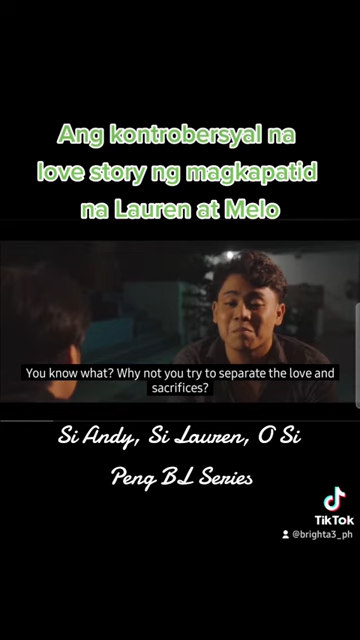 Ang kontrobersyal na
love story ng magkapatid
na Lauren at Melo
You know what? Why not you try to separate the love and
sacrifices?
Si Andy, Si Lauren, O Si
Peng BL Series
TikTok
@brighta3_ph